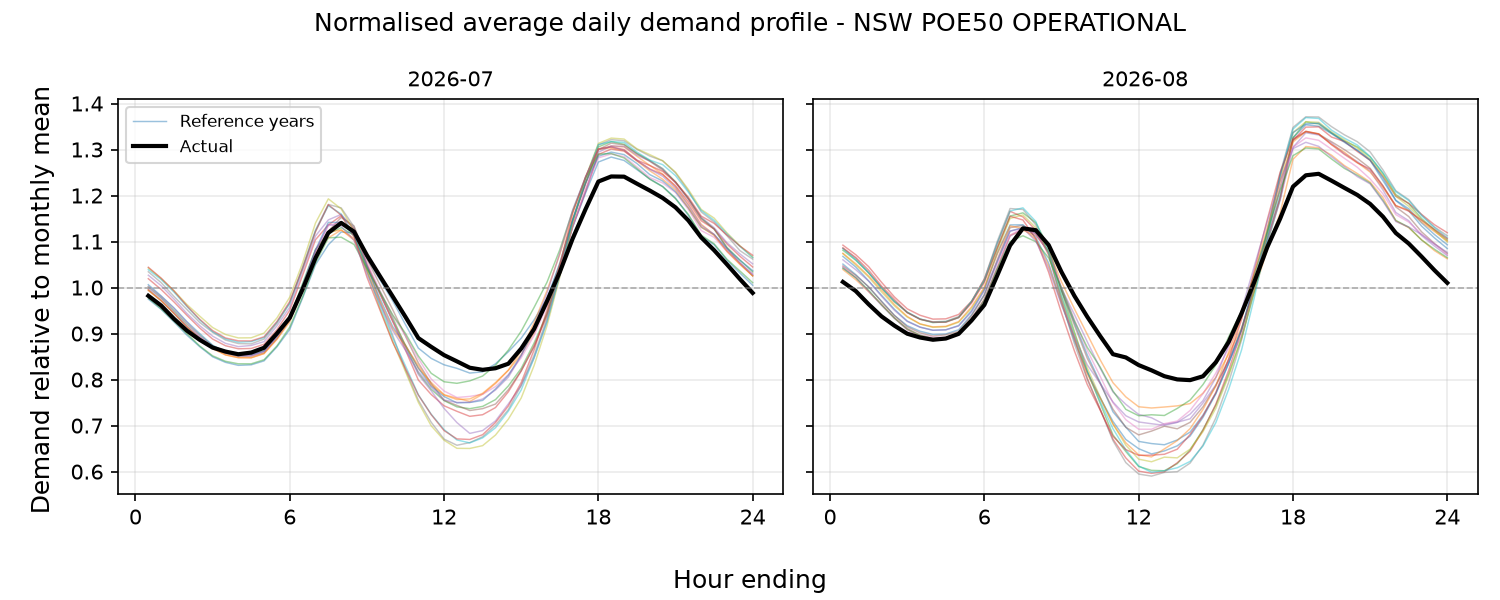 Normalised average daily demand profile - NSW POE50 OPERATIONAL
2026-07
2026-08
Demand relative to monthly mean
1.4
1.3
1.2
1.1
1.0
0.9
0.8
0.7
0.6
Reference years
Actual
0 6 12 18 24
0 6 12 18 24
Hour ending